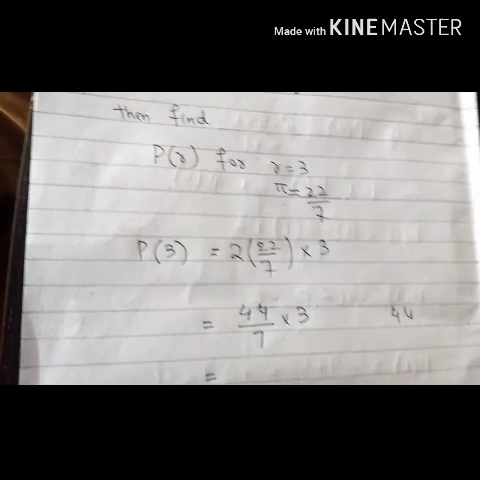 Made with KINEMASTER
then find
P(r) for r=3
π=22/7
P(3) = 2(22/7) × 3
= 44/7 × 3 44
=